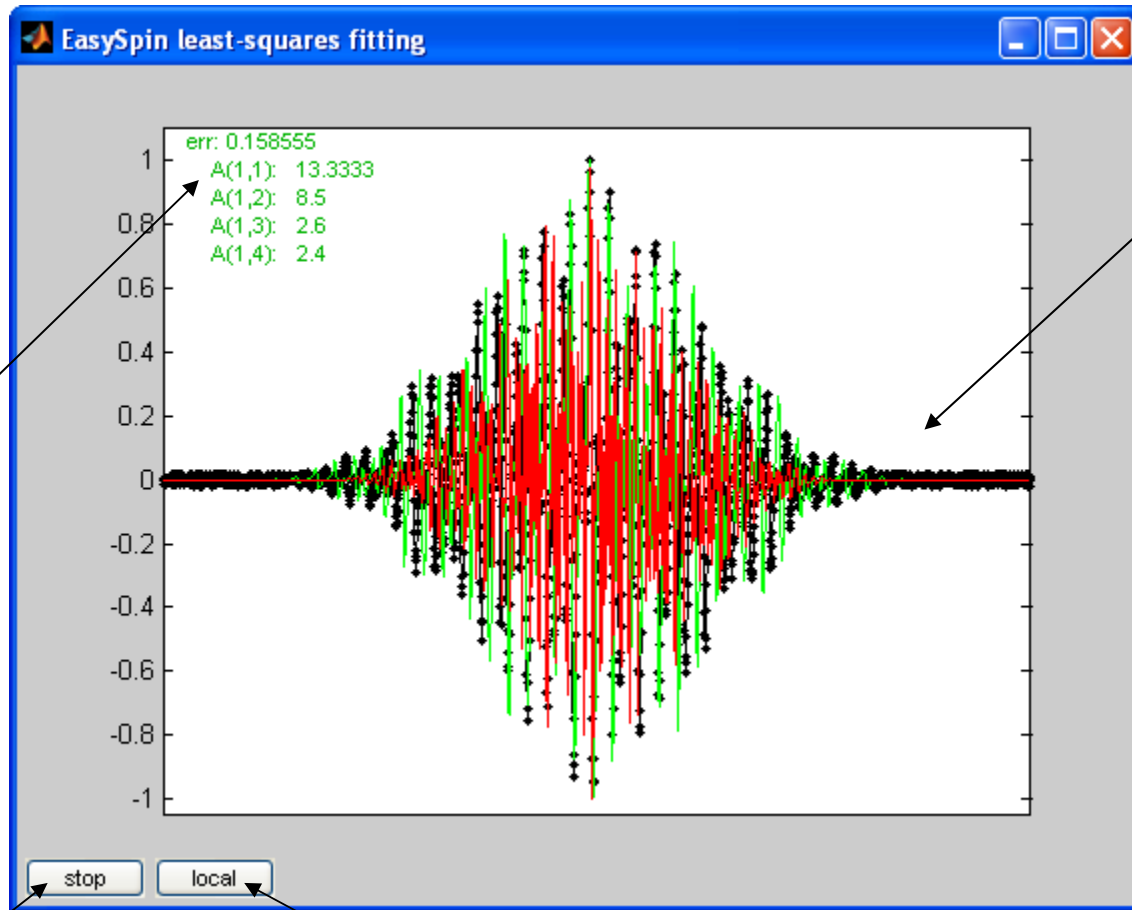 EasySpin least-squares fitting
err: 0.158555
A(1,1): 13.3333
A(1,2): 8.5
A(1,3): 2.6
A(1,4): 2.4
1
0.8
0.6
0.4
0.2
0
-0.2
-0.4
-0.6
-0.8
-1
stop local